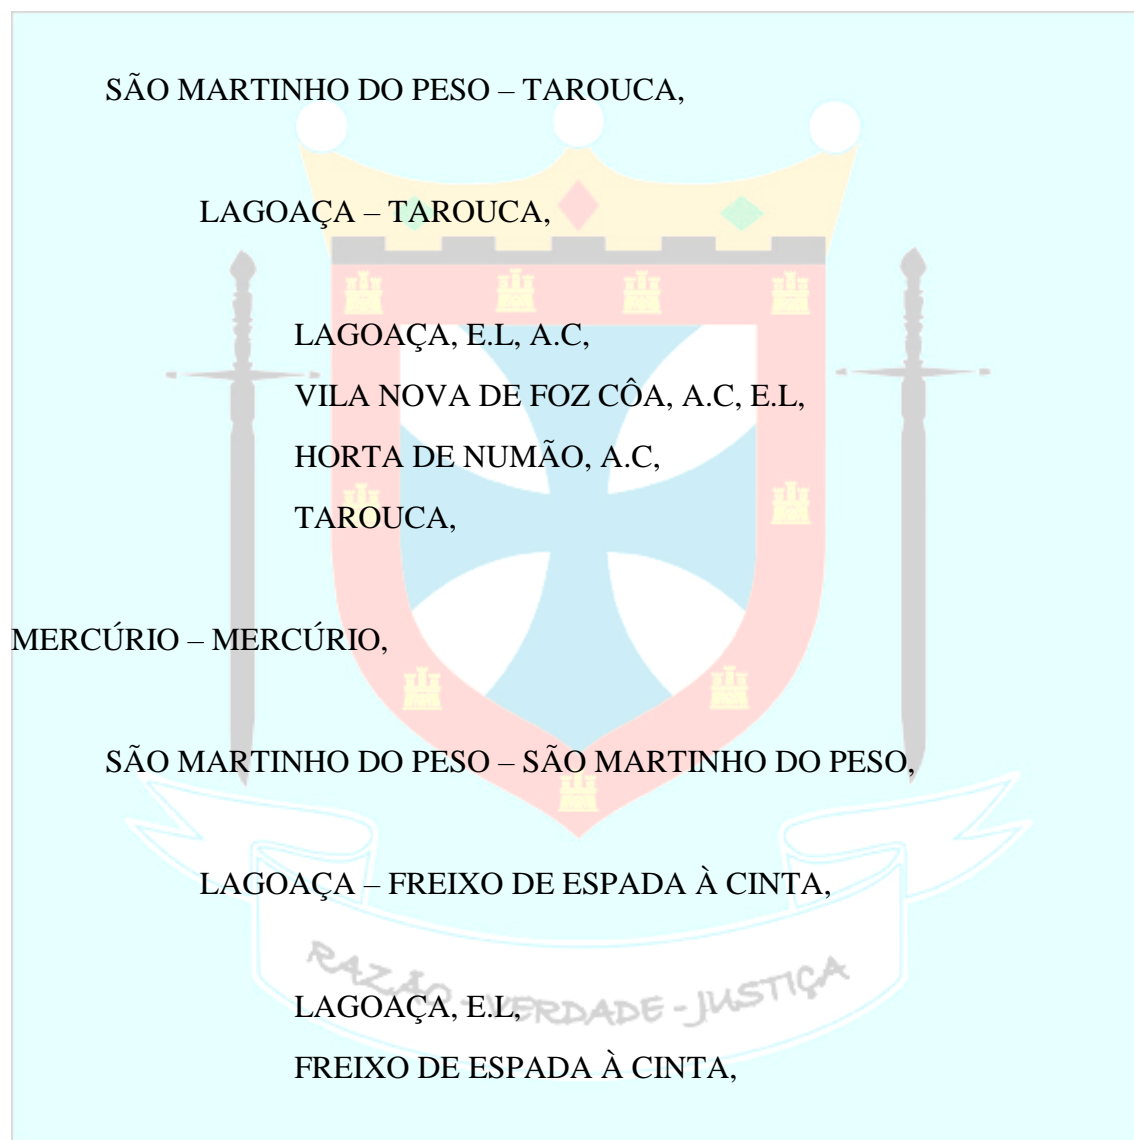 SÃO MARTINHO DO PESO – TAROUCA,
LAGOAÇA – TAROUCA,
LAGOAÇA, E.L, A.C,
VILA NOVA DE FOZ CÔA, A.C, E.L,
HORTA DE NUMÃO, A.C,
TAROUCA,
MERCÚRIO – MERCÚRIO,
SÃO MARTINHO DO PESO – SÃO MARTINHO DO PESO,
LAGOAÇA – FREIXO DE ESPADA À CINTA,
RAZÃO - VERDADE - JUSTIÇA
LAGOAÇA, E.L,
FREIXO DE ESPADA À CINTA,